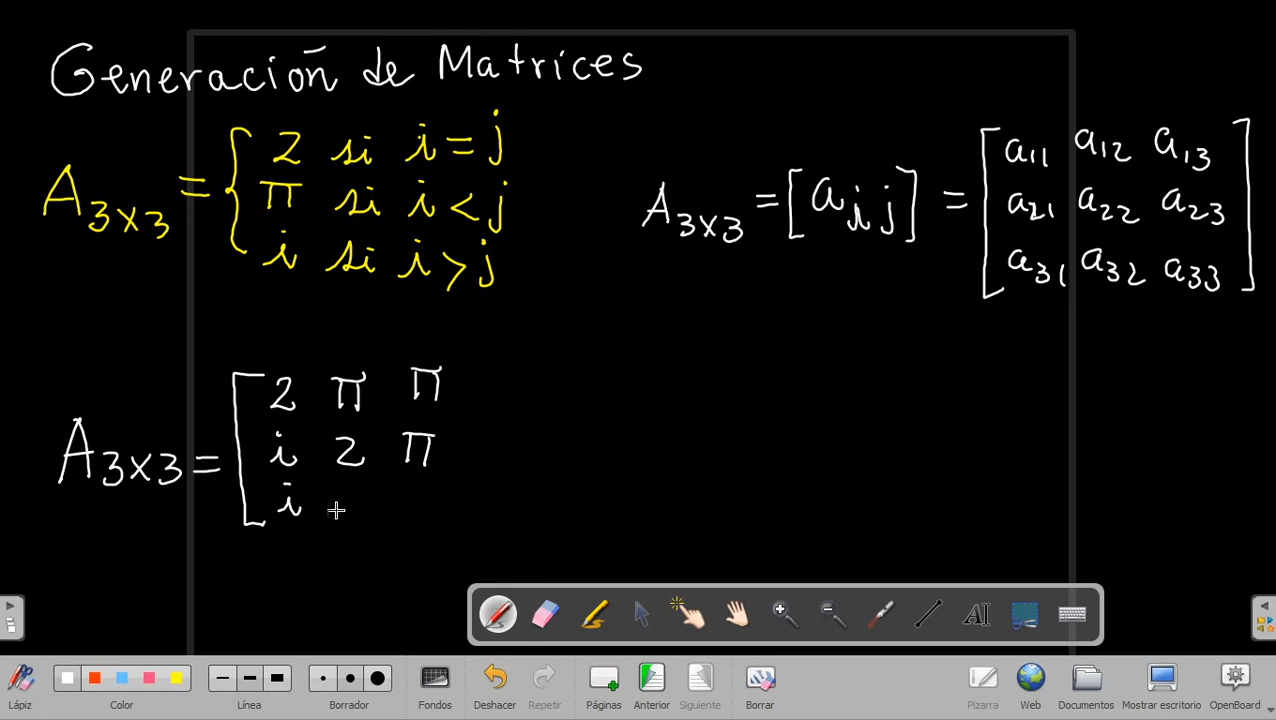 Generación de Matrices
A3x3 = { 2 si i = j
π si i < j
i si i > j
A3x3 = [aij] = [a11 a12 a13
a21 a22 a23
a31 a32 a33]
A3x3 = [2 π π
i 2 π
i
AI
Lápiz Color Línea Borrador Fondos Deshacer Repetir Páginas Anterior Siguiente Borrar Pizarra Web Documentos Mostrar escritorio OpenBoard